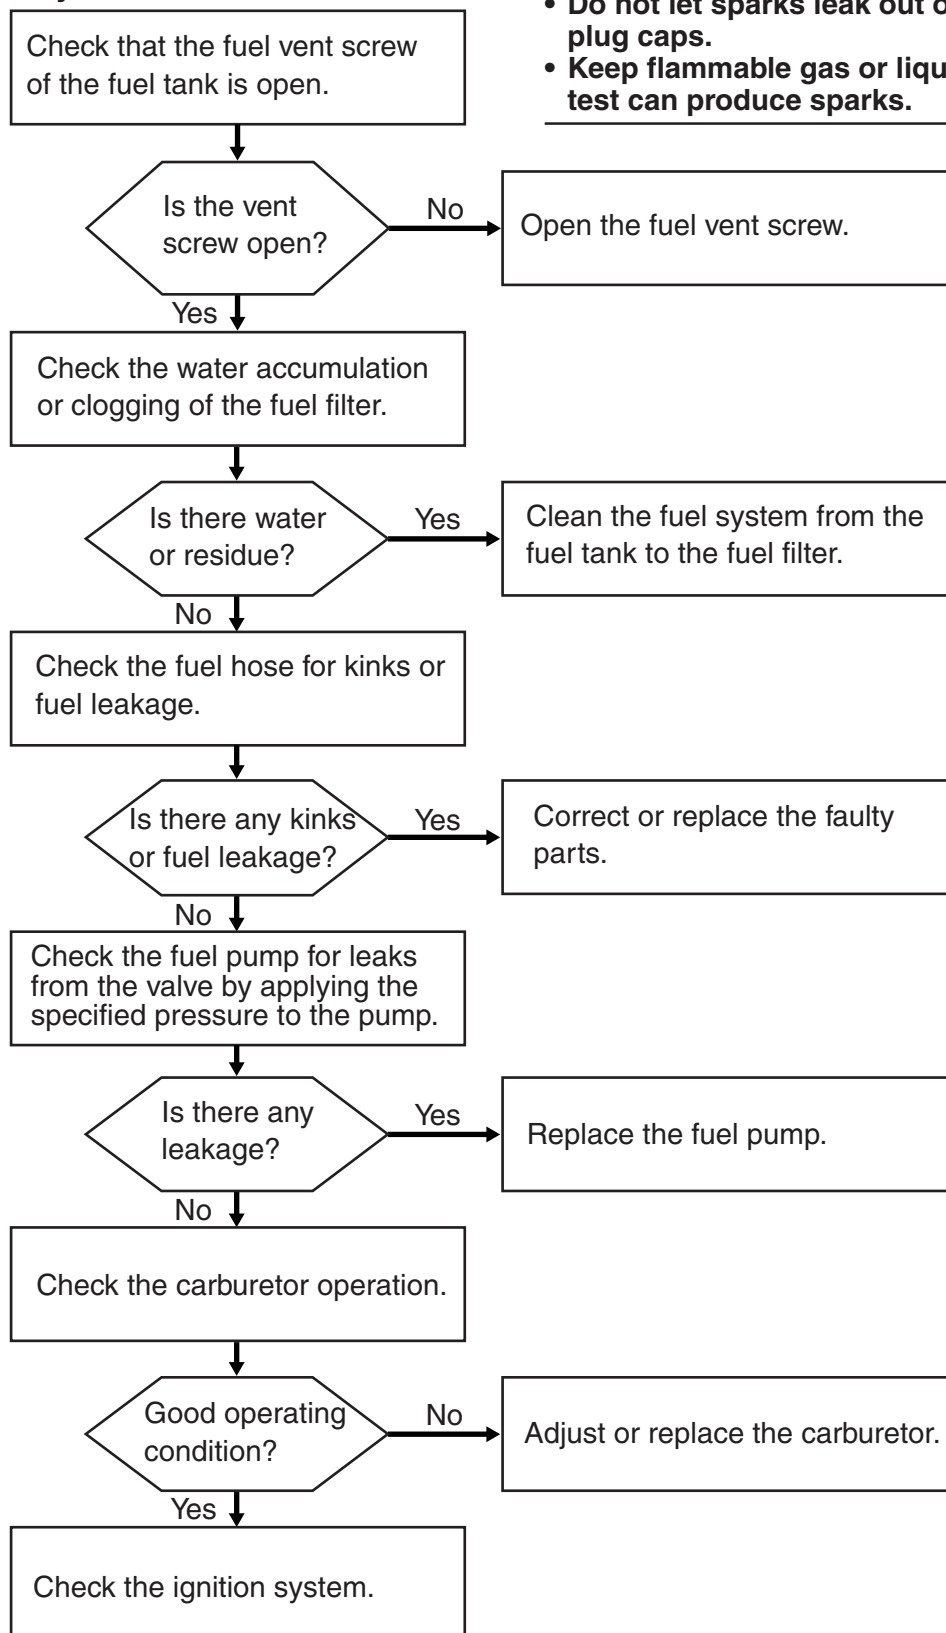 • Do not let sparks leak out o
plug caps.
• Keep flammable gas or liqu
test can produce sparks.
Check that the fuel vent screw
of the fuel tank is open.
Is the vent
screw open?
No
Open the fuel vent screw.
Yes
Check the water accumulation
or clogging of the fuel filter.
Is there water
or residue?
Yes
Clean the fuel system from the
fuel tank to the fuel filter.
No
Check the fuel hose for kinks or
fuel leakage.
Is there any kinks
or fuel leakage?
Yes
Correct or replace the faulty
parts.
No
Check the fuel pump for leaks
from the valve by applying the
specified pressure to the pump.
Is there any
leakage?
Yes
Replace the fuel pump.
No
Check the carburetor operation.
Good operating
condition?
No
Adjust or replace the carburetor.
Yes
Check the ignition system.